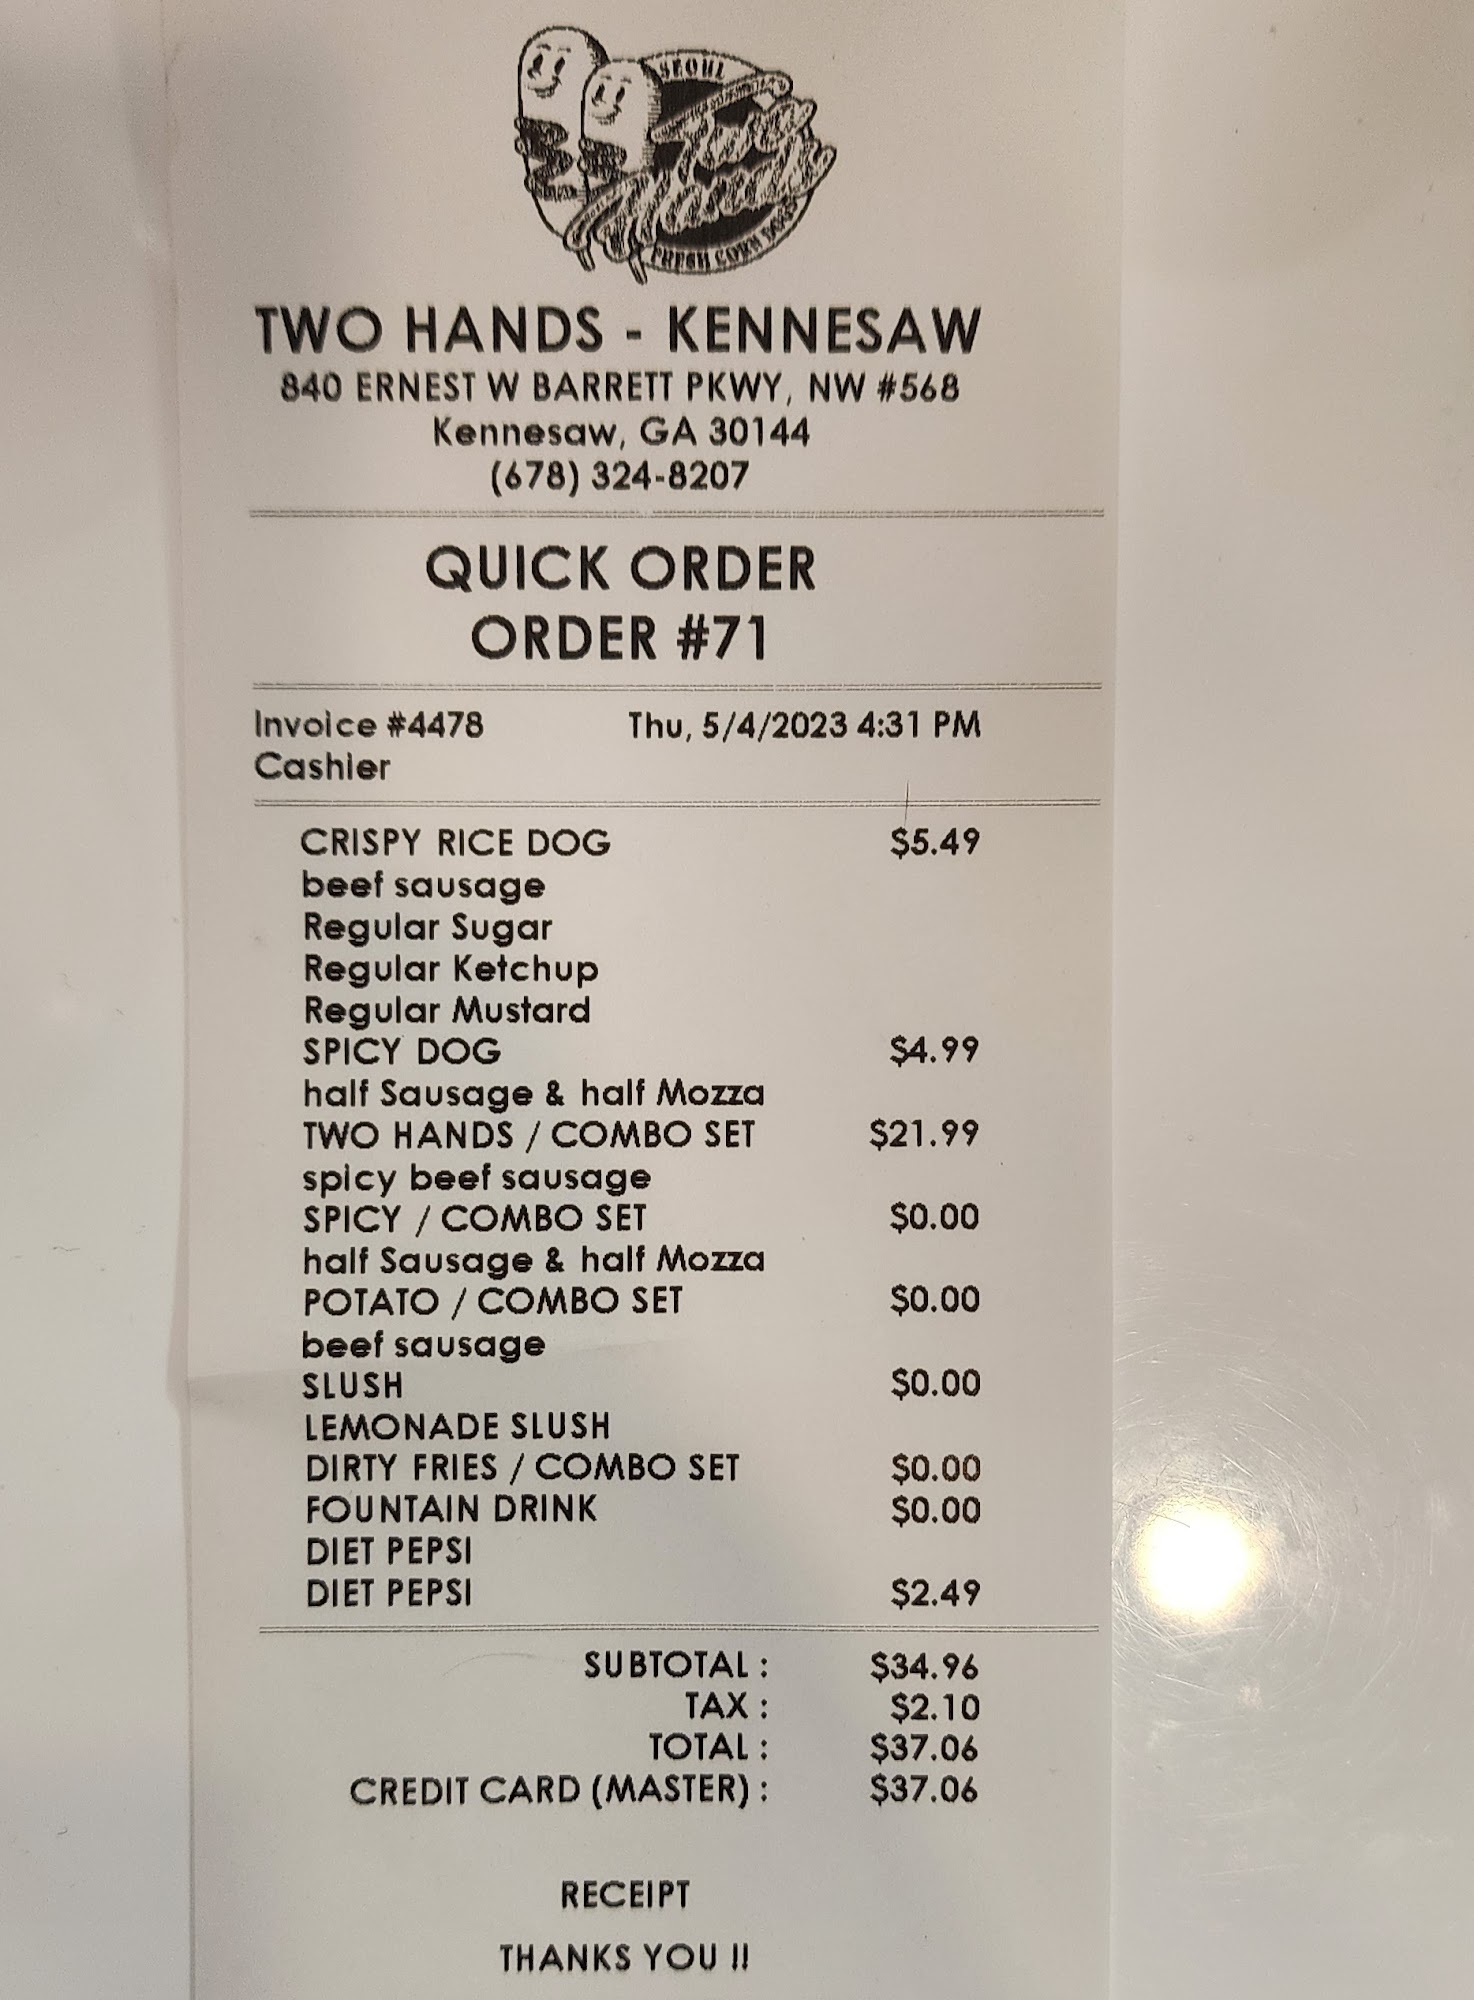 SEOUL
Two
Hands
FRESH CORN DOGS
TWO HANDS - KENNESAW
840 ERNEST W BARRETT PKWY, NW #568
Kennesaw, GA 30144
(678) 324-8207
QUICK ORDER
ORDER #71
Invoice #4478 Thu, 5/4/2023 4:31 PM
Cashier
CRISPY RICE DOG $5.49
beef sausage
Regular Sugar
Regular Ketchup
Regular Mustard
SPICY DOG $4.99
half Sausage & half Mozza
TWO HANDS / COMBO SET $21.99
spicy beef sausage
SPICY / COMBO SET $0.00
half Sausage & half Mozza
POTATO / COMBO SET $0.00
beef sausage
SLUSH $0.00
LEMONADE SLUSH
DIRTY FRIES / COMBO SET $0.00
FOUNTAIN DRINK $0.00
DIET PEPSI
DIET PEPSI $2.49
SUBTOTAL : $34.96
TAX : $2.10
TOTAL : $37.06
CREDIT CARD (MASTER) : $37.06
RECEIPT
THANKS YOU !!